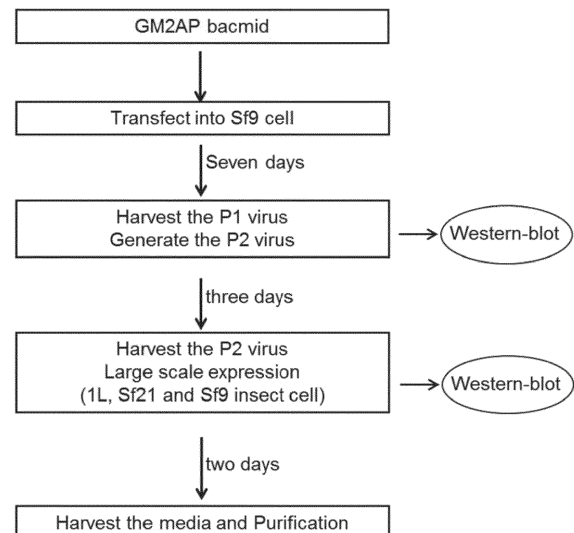 GM2AP bacmid
Transfect into Sf9 cell
Seven days
Harvest the P1 virus
Generate the P2 virus
Western-blot
three days
Harvest the P2 virus
Large scale expression
(1L, Sf21 and Sf9 insect cell)
Western-blot
two days
Harvest the media and Purification